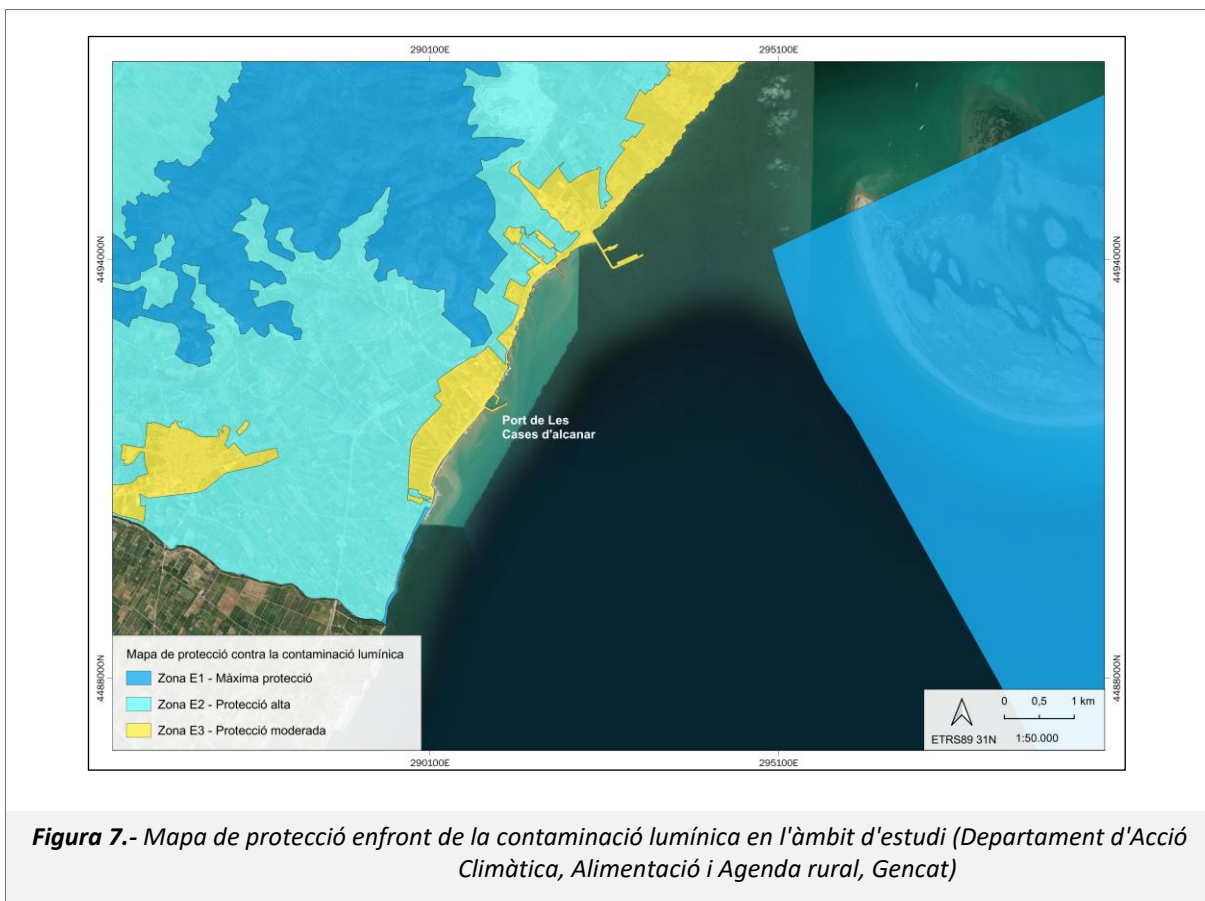 290100E
295100E
4494000N
4494000N
Port de Les
Cases d'alcanar
Mapa de protecció contra la contaminació lumínica
Zona E1 - Màxima protecció
Zona E2 - Protecció alta
Zona E3 - Protecció moderada
4488000N
4488000N
0 0,5 1 km
ETRS89 31N 1:50.000
290100E
295100E
Figura 7.- Mapa de protecció enfront de la contaminació lumínica en l'àmbit d'estudi (Departament d'Acció
Climàtica, Alimentació i Agenda rural, Gencat)